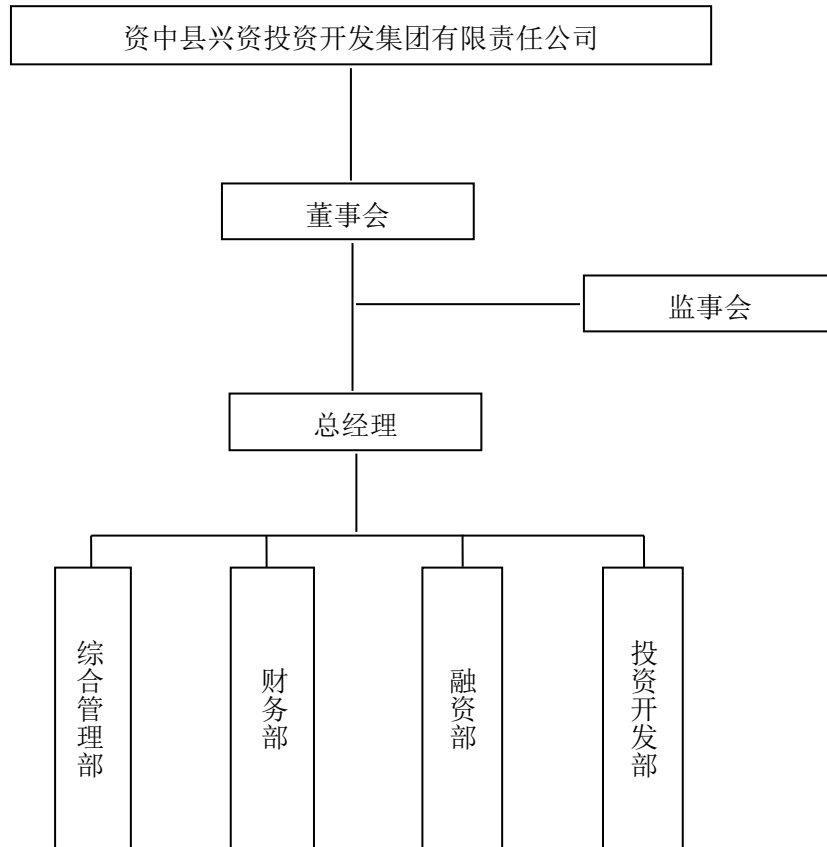 资中县兴资投资开发集团有限责任公司
董事会
监事会
总经理
综合管理部
财务部
融资部
投资开发部